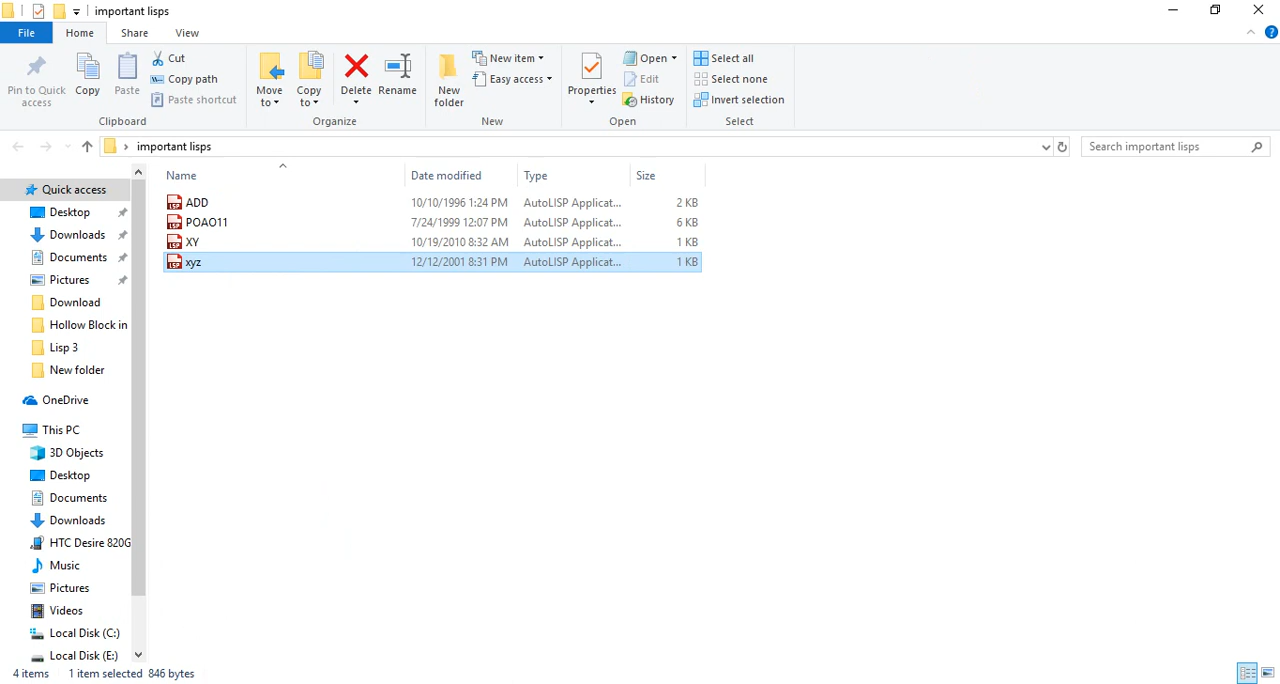 important lisps
File Home Share View
Pin to Quick access
Copy
Paste
Cut
Copy path
Paste shortcut
Clipboard
Move to
Copy to
Delete
Rename
Organize
New folder
New item
Easy access
New
Properties
Open
Edit
History
Open
Select all
Select none
Invert selection
Select
important lisps
Search important lisps
Name Date modified Type Size
ADD 10/10/1996 1:24 PM AutoLISP Applicat... 2 KB
POAO11 7/24/1999 12:07 PM AutoLISP Applicat... 6 KB
XY 10/19/2010 8:32 AM AutoLISP Applicat... 1 KB
xyz 12/12/2001 8:31 PM AutoLISP Applicat... 1 KB
Quick access
Desktop
Downloads
Documents
Pictures
Download
Hollow Block in
Lisp 3
New folder
OneDrive
This PC
3D Objects
Desktop
Documents
Downloads
HTC Desire 820G
Music
Pictures
Videos
Local Disk (C:)
Local Disk (E:)
4 items 1 item selected 846 bytes